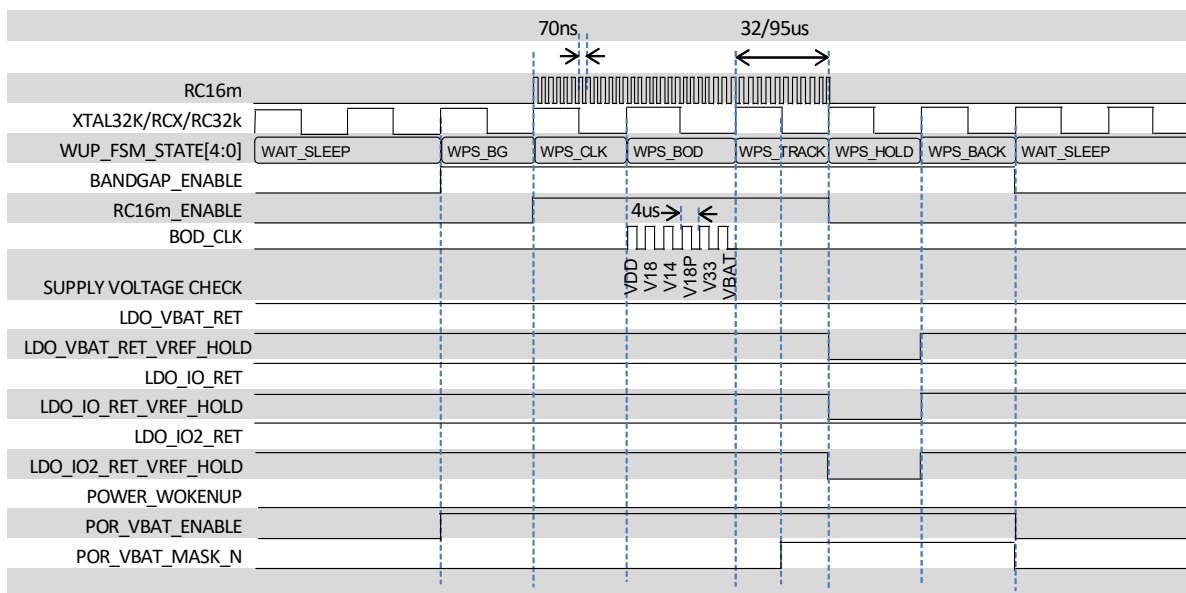 70ns
32/95us
RC16m
XTAL32K/RCX/RC32k
WUP_FSM_STATE[4:0] WAIT_SLEEP WPS_BG WPS_CLK WPS_BOD WPS_TRACK WPS_HOLD WPS_BACK WAIT_SLEEP
BANDGAP_ENABLE
RC16m_ENABLE
4us
BOD_CLK
SUPPLY VOLTAGE CHECK
VDD
V18
V14
V18P
V33
VBAT
LDO_VBAT_RET
LDO_VBAT_RET_VREF_HOLD
LDO_IO_RET
LDO_IO_RET_VREF_HOLD
LDO_IO2_RET
LDO_IO2_RET_VREF_HOLD
POWER_WOKENUP
POR_VBAT_ENABLE
POR_VBAT_MASK_N